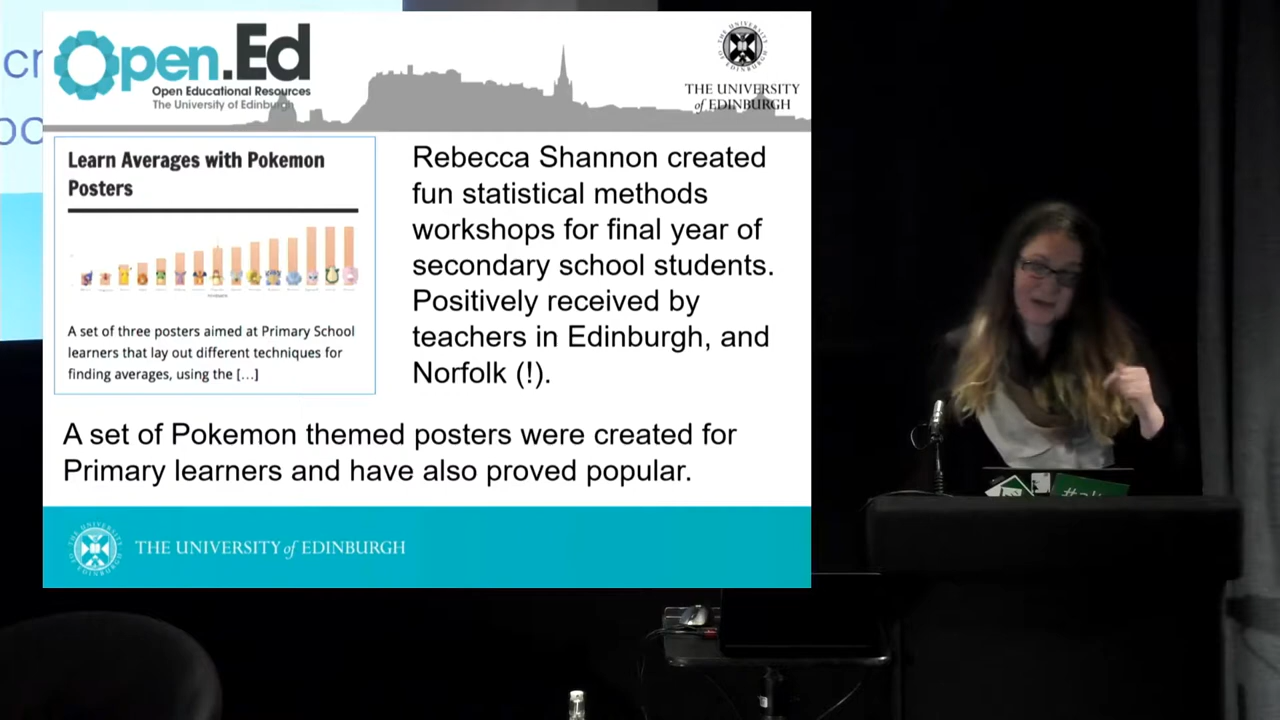 Open.Ed
Open Educational Resources
The University of Edinburgh
THE UNIVERSITY
of EDINBURGH
Learn Averages with Pokemon
Posters
A set of three posters aimed at Primary School
learners that lay out different techniques for
finding averages, using the [...]
Rebecca Shannon created
fun statistical methods
workshops for final year of
secondary school students.
Positively received by
teachers in Edinburgh, and
Norfolk (!).
A set of Pokemon themed posters were created for
Primary learners and have also proved popular.
THE UNIVERSITY of EDINBURGH